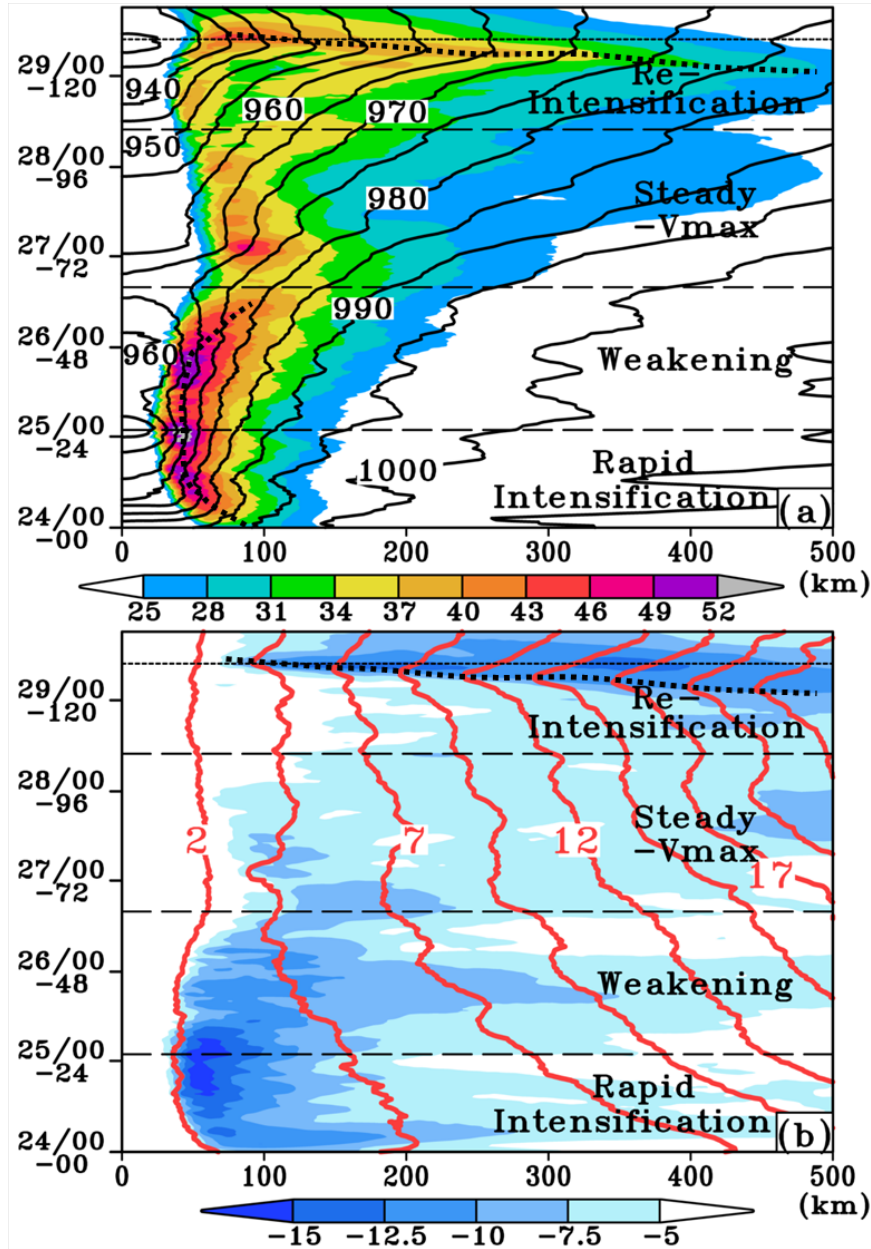 29/00
-120
940
960
970
Re-
Intensification
28/00
-96
950
980
Steady
-Vmax
27/00
-72
990
26/00
-48
960
Weakening
25/00
-24
1000
Rapid
Intensification
(a)
24/00
-00
0 100 200 300 400 500
(km)
25 28 31 34 37 40 43 46 49 52
29/00
-120
Re-
Intensification
28/00
-96
2 7 12 17
Steady
-Vmax
27/00
-72
26/00
-48
Weakening
25/00
-24
Rapid
Intensification
(b)
24/00
-00
0 100 200 300 400 500
(km)
-15 -12.5 -10 -7.5 -5